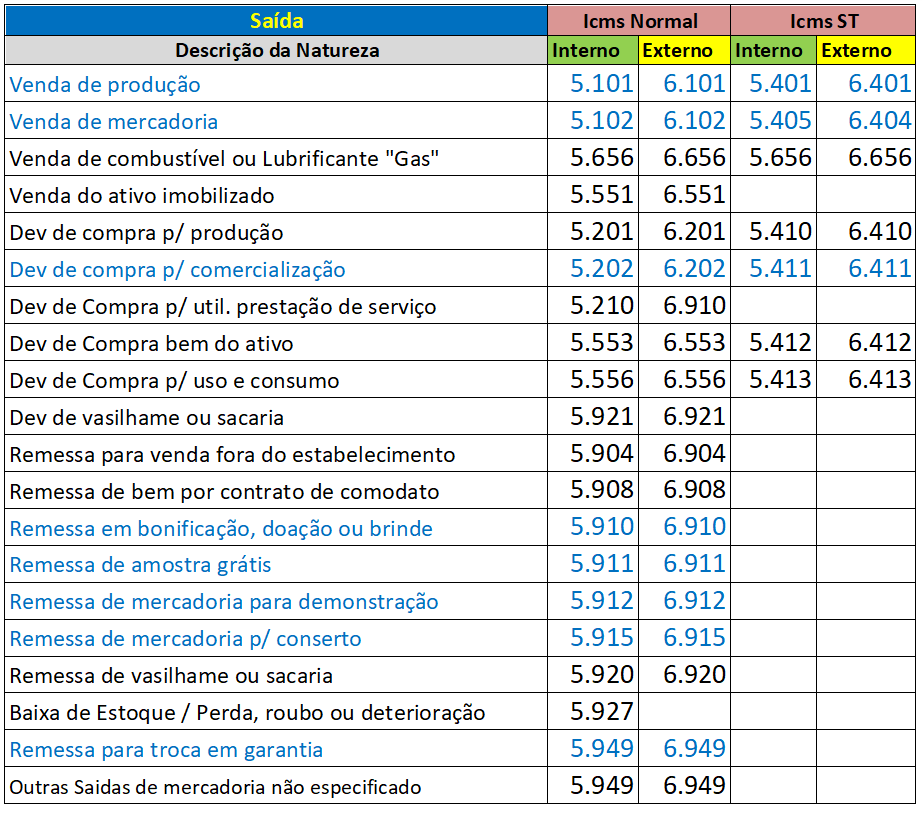 Saída Icms Normal Icms ST
Descrição da Natureza Interno Externo Interno Externo
Venda de produção 5.101 6.101 5.401 6.401
Venda de mercadoria 5.102 6.102 5.405 6.404
Venda de combustível ou Lubrificante "Gas" 5.656 6.656 5.656 6.656
Venda do ativo imobilizado 5.551 6.551
Dev de compra p/ produção 5.201 6.201 5.410 6.410
Dev de compra p/ comercialização 5.202 6.202 5.411 6.411
Dev de Compra p/ util. prestação de serviço 5.210 6.910
Dev de Compra bem do ativo 5.553 6.553 5.412 6.412
Dev de Compra p/ uso e consumo 5.556 6.556 5.413 6.413
Dev de vasilhame ou sacaria 5.921 6.921
Remessa para venda fora do estabelecimento 5.904 6.904
Remessa de bem por contrato de comodato 5.908 6.908
Remessa em bonificação, doação ou brinde 5.910 6.910
Remessa de amostra grátis 5.911 6.911
Remessa de mercadoria para demonstração 5.912 6.912
Remessa de mercadoria p/ conserto 5.915 6.915
Remessa de vasilhame ou sacaria 5.920 6.920
Baixa de Estoque / Perda, roubo ou deterioração 5.927
Remessa para troca em garantia 5.949 6.949
Outras Saidas de mercadoria não especificado 5.949 6.949